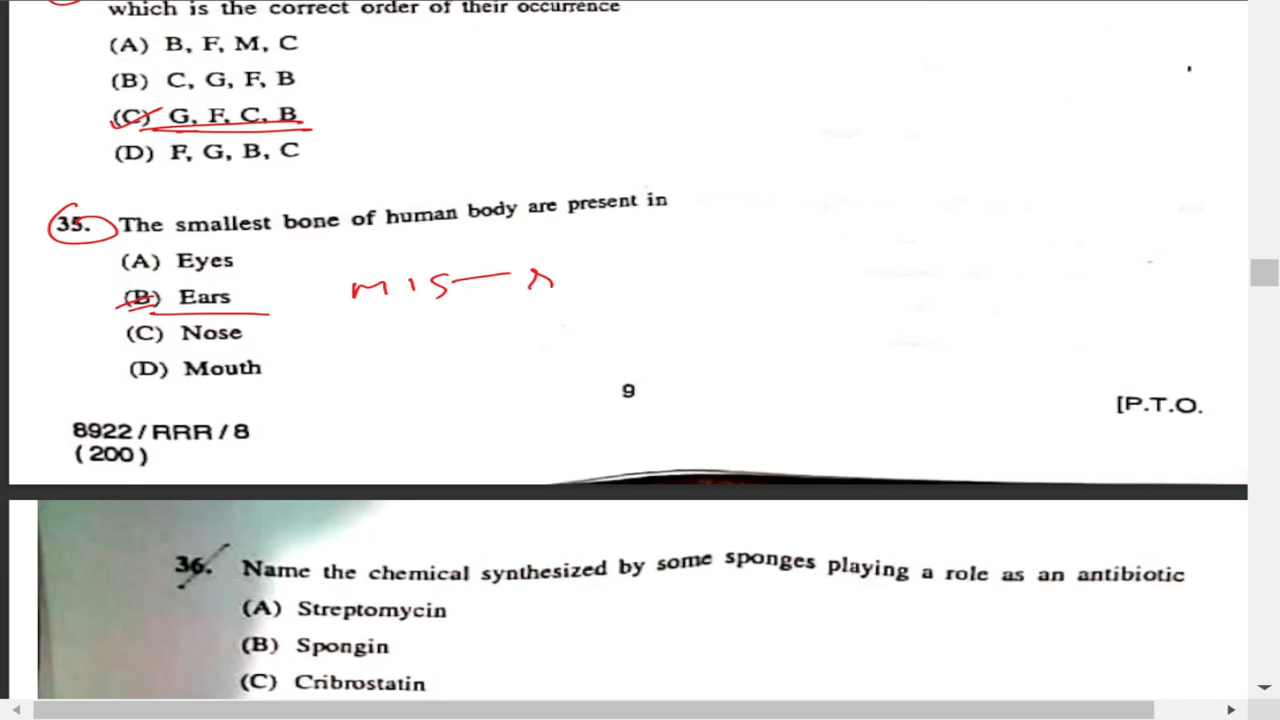 which is the correct order of their occurrence
(A) B, F, M, C
(B) C, G, F, B
(C) G, F, C, B
(D) F, G, B, C
35. The smallest bone of human body are present in
(A) Eyes
(B) Ears
M I S
(C) Nose
(D) Mouth
9
[P.T.O.
8922/RRR/8
(200)
36. Name the chemical synthesized by some sponges playing a role as an antibiotic
(A) Streptomycin
(B) Spongin
(C) Cribrostatin